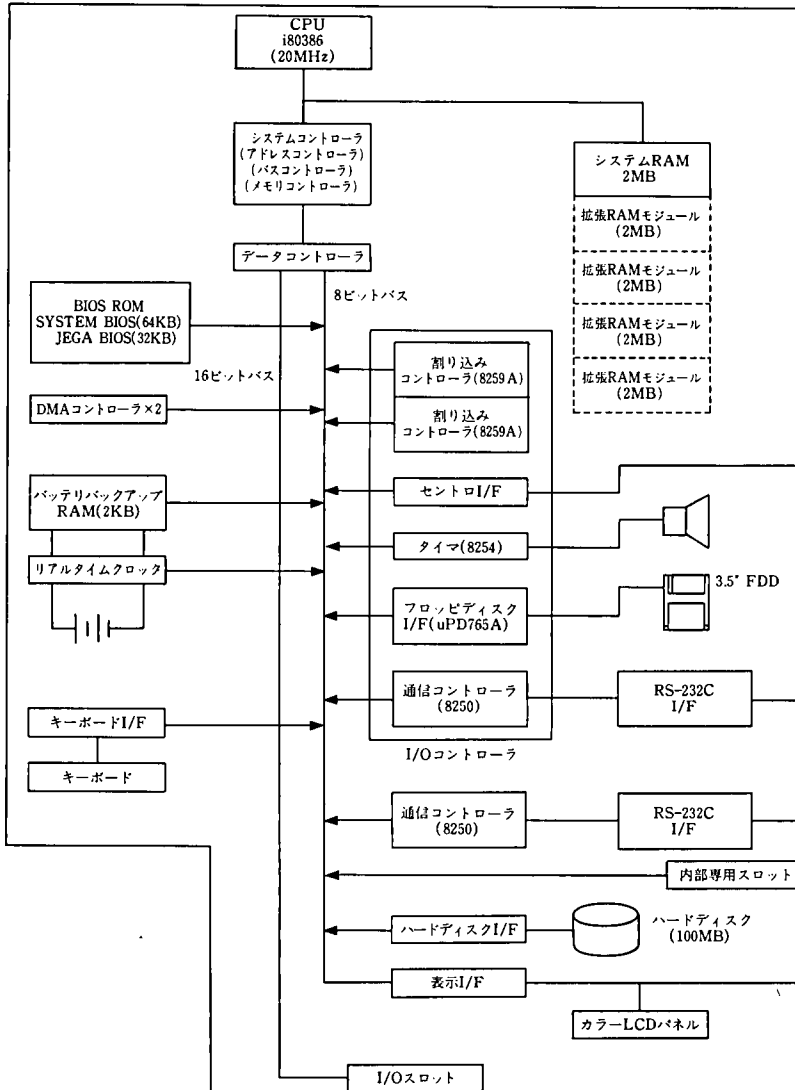 CPU
i80386
(20MHz)
システムコントローラ
(アドレスコントローラ)
(バスコントローラ)
(メモリコントローラ)
システムRAM
2MB
拡張RAMモジュール
(2MB)
拡張RAMモジュール
(2MB)
拡張RAMモジュール
(2MB)
拡張RAMモジュール
(2MB)
データコントローラ
8ビットバス
16ビットバス
BIOS ROM
SYSTEM BIOS(64KB)
JEGA BIOS(32KB)
DMAコントローラ×2
バッテリバックアップ
RAM(2KB)
リアルタイムクロック
キーボードI/F
キーボード
割り込み
コントローラ(8259A)
割り込み
コントローラ(8259A)
セントロI/F
タイマ(8254)
フロッピディスク
I/F(uPD765A)
3.5" FDD
通信コントローラ
(8250)
RS-232C
I/F
I/Oコントローラ
通信コントローラ
(8250)
RS-232C
I/F
内部専用スロット
ハードディスクI/F
ハードディスク
(100MB)
表示I/F
カラーLCDパネル
I/Oスロット